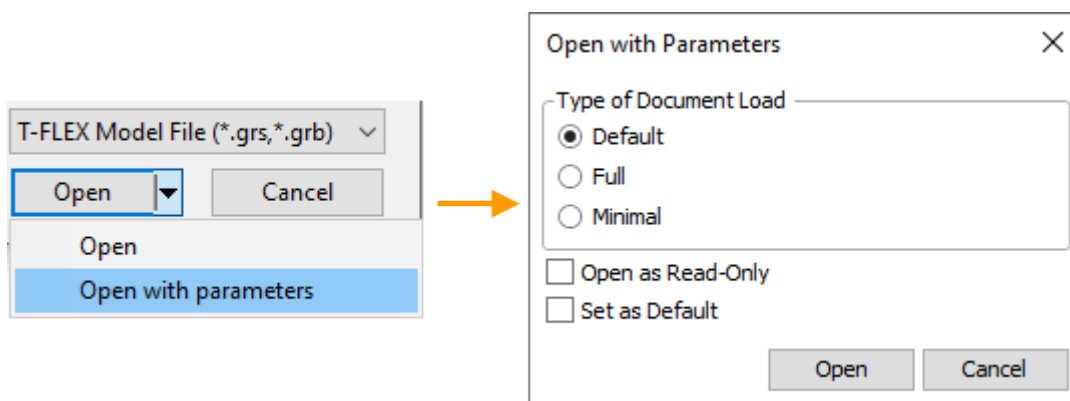 T-FLEX Model File (*.grs,*.grb)
Open
Cancel
Open
Open with parameters
Open with Parameters
Type of Document Load
Default
Full
Minimal
Open as Read-Only
Set as Default
Open
Cancel